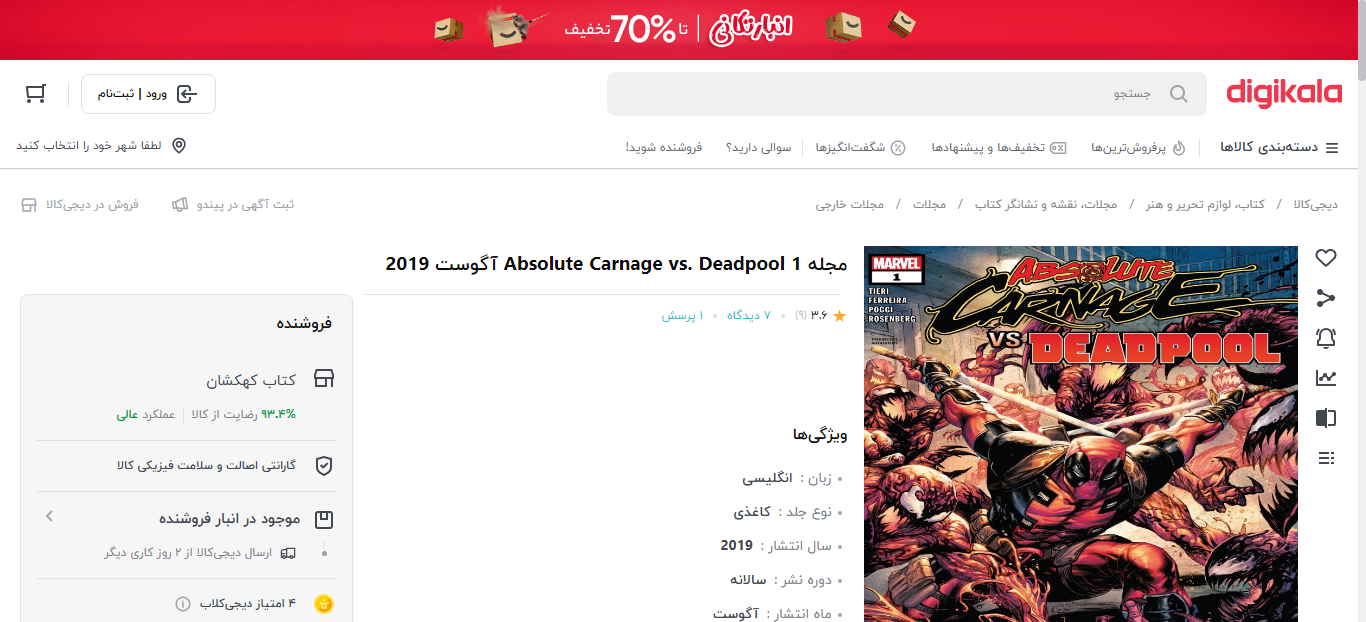 انبارتکانی | تا 70% تخفیف
digikala
جستجو
ورود | ثبت‌نام
دسته‌بندی کالاها
پرفروش‌ترین‌ها
تخفیف‌ها و پیشنهادها
شگفت‌انگیزها
سوالی دارید؟
فروشنده شوید!
لطفا شهر خود را انتخاب کنید
دیجی‌کالا / کتاب، لوازم تحریر و هنر / مجلات، نقشه و نشانگر کتاب / مجلات / مجلات خارجی
ثبت آگهی در پیندو
فروش در دیجی‌کالا
MARVEL
1
TIERI
FERREIRA
POGGI
ROSENBERG
ABSOLUTE
CARNAGE
VS
DEADPOOL
مجله Absolute Carnage vs. Deadpool 1 آگوست 2019
۳.۶ (۹) • ۷ دیدگاه • ۱ پرسش
ویژگی‌ها
زبان : انگلیسی
نوع جلد : کاغذی
سال انتشار : 2019
دوره نشر : سالانه
ماه انتشار : آگوست
فروشنده
کتاب کهکشان
۹۳.۴% رضایت از کالا | عملکرد عالی
گارانتی اصالت و سلامت فیزیکی کالا
موجود در انبار فروشنده
ارسال دیجی‌کالا از ۲ روز کاری دیگر
۴ امتیاز دیجی‌کلاب